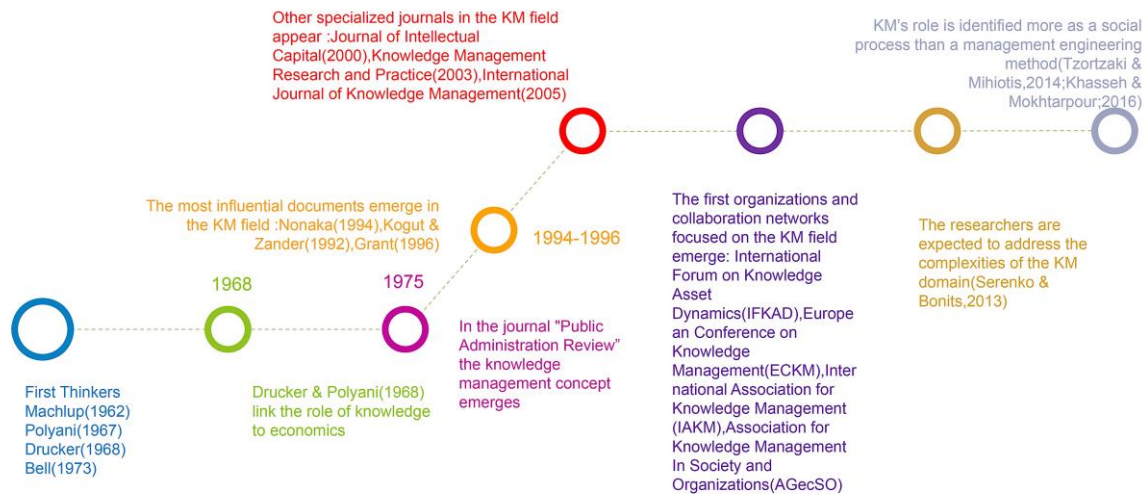 Other specialized journals in the KM field
appear :Journal of Intellectual
Capital(2000),Knowledge Management
Research and Practice(2003),International
Journal of Knowledge Management(2005)
KM's role is identified more as a social
process than a management engineering
method(Tzortzaki &
Mihiotis,2014;Khasseh &
Mokhtarpour;2016)
The most influential documents emerge in
the KM field :Nonaka(1994),Kogut &
Zander(1992),Grant(1996)
1994-1996
The first organizations and
collaboration networks
focused on the KM field
emerge: International
Forum on Knowledge
Asset
Dynamics(IFKAD),Europe
an Conference on
Knowledge
Management(ECKM),Inter
national Association for
Knowledge Management
(IAKM),Association for
Knowledge Management
In Society and
Organizations(AGecSO)
The researchers are
expected to address the
complexities of the KM
domain(Serenko &
Bonits,2013)
1968
1975
In the journal "Public
Administration Review”
the knowledge
management concept
emerges
First Thinkers
Machlup(1962)
Polyani(1967)
Drucker(1968)
Bell(1973)
Drucker & Polyani(1968)
link the role of knowledge
to economics